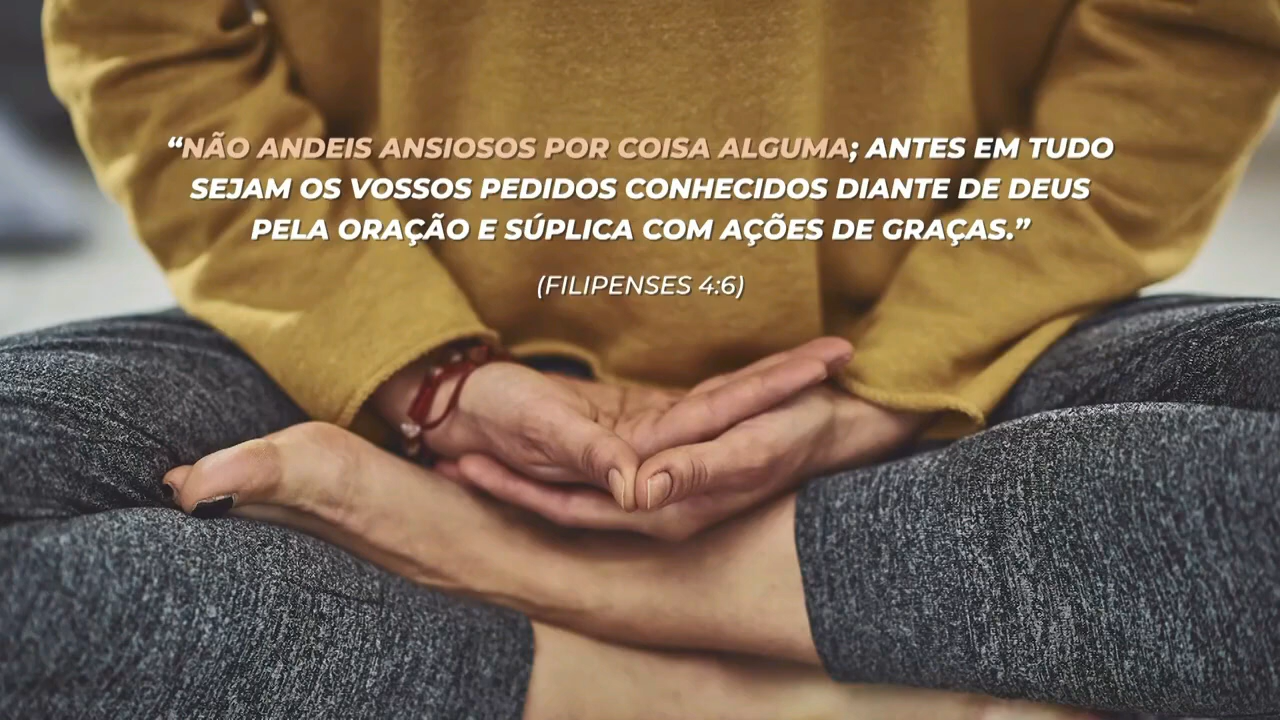 “NÃO ANDEIS ANSIOSOS POR COISA ALGUMA; ANTES EM TUDO
SEJAM OS VOSSOS PEDIDOS CONHECIDOS DIANTE DE DEUS
PELA ORAÇÃO E SÚPLICA COM AÇÕES DE GRAÇAS.”
(FILIPENSES 4:6)